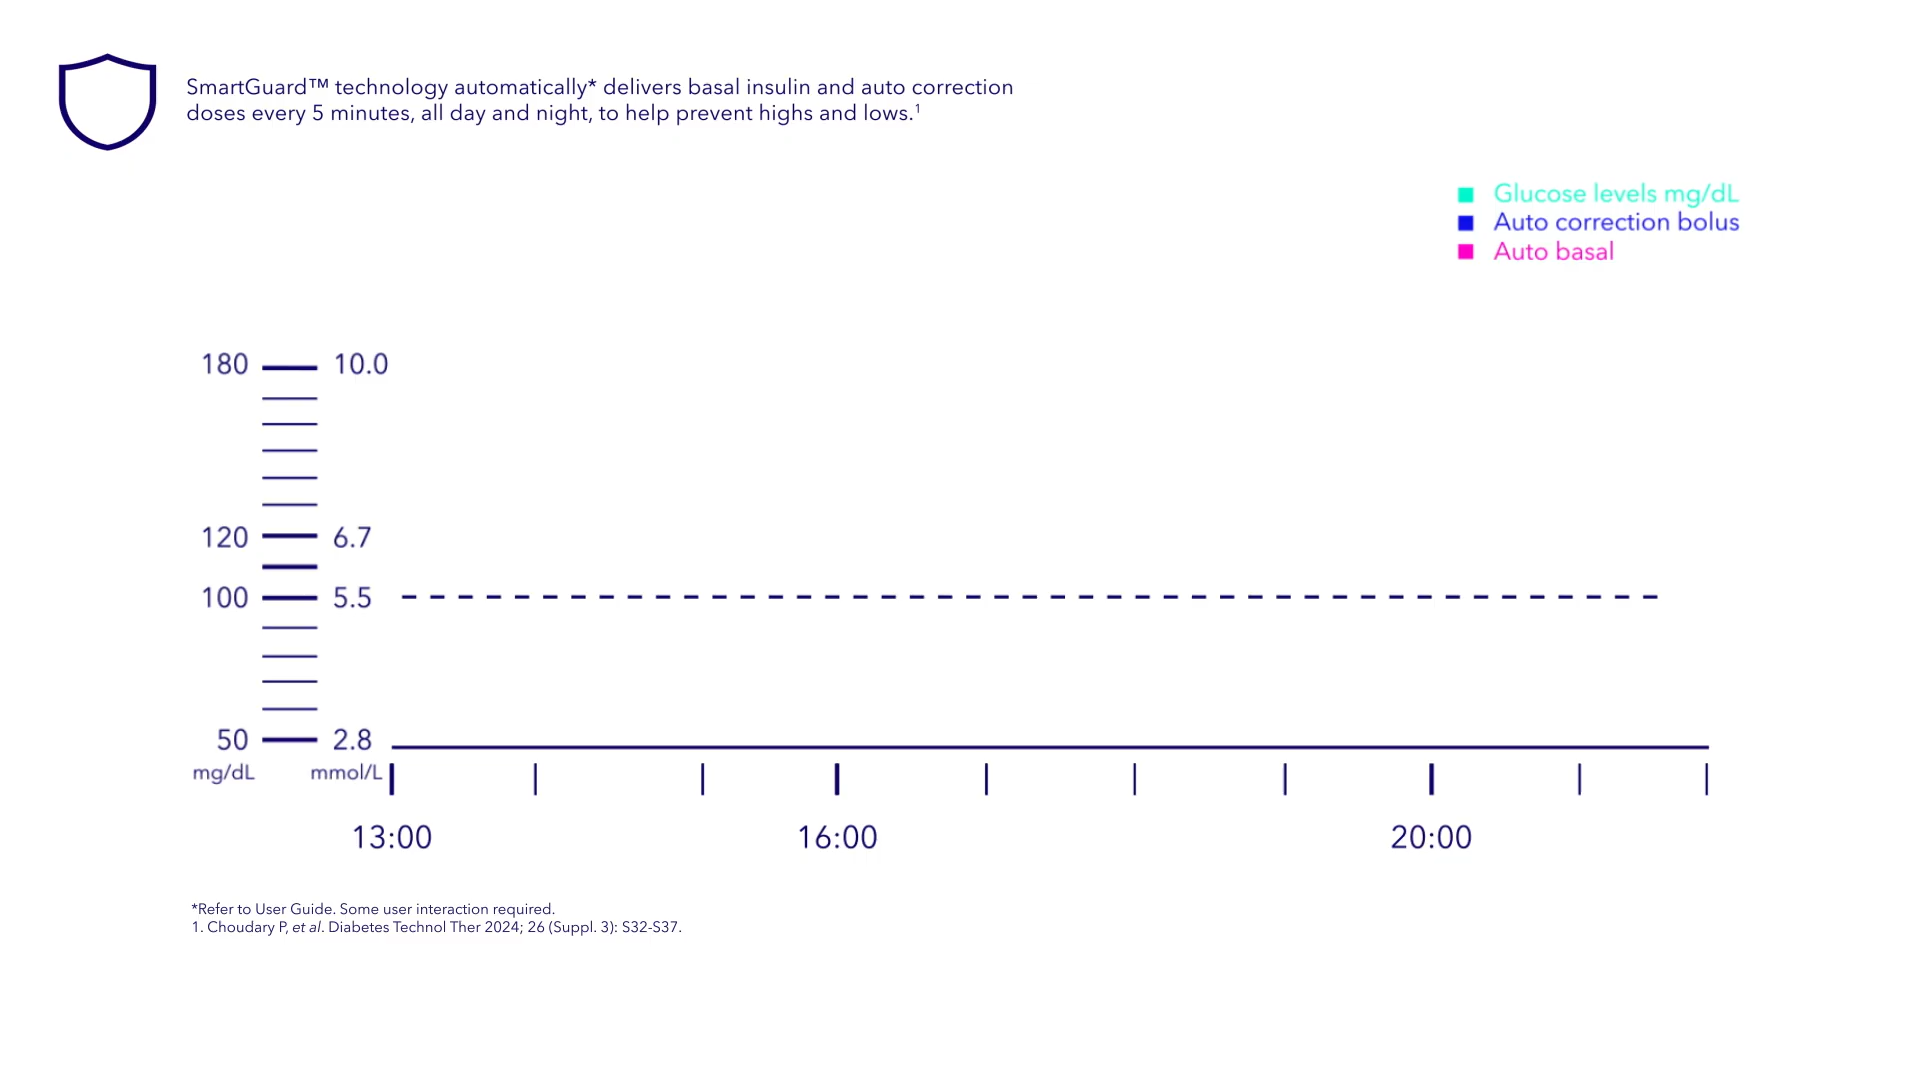 SmartGuard™ technology automatically* delivers basal insulin and auto correction
doses every 5 minutes, all day and night, to help prevent highs and lows.¹
Glucose levels mg/dL
Auto correction bolus
Auto basal
180 10.0
120 6.7
100 5.5
50 2.8
mg/dL mmol/L
13:00 16:00 20:00
*Refer to User Guide. Some user interaction required.
1. Choudary P, et al. Diabetes Technol Ther 2024; 26 (Suppl. 3): S32-S37.